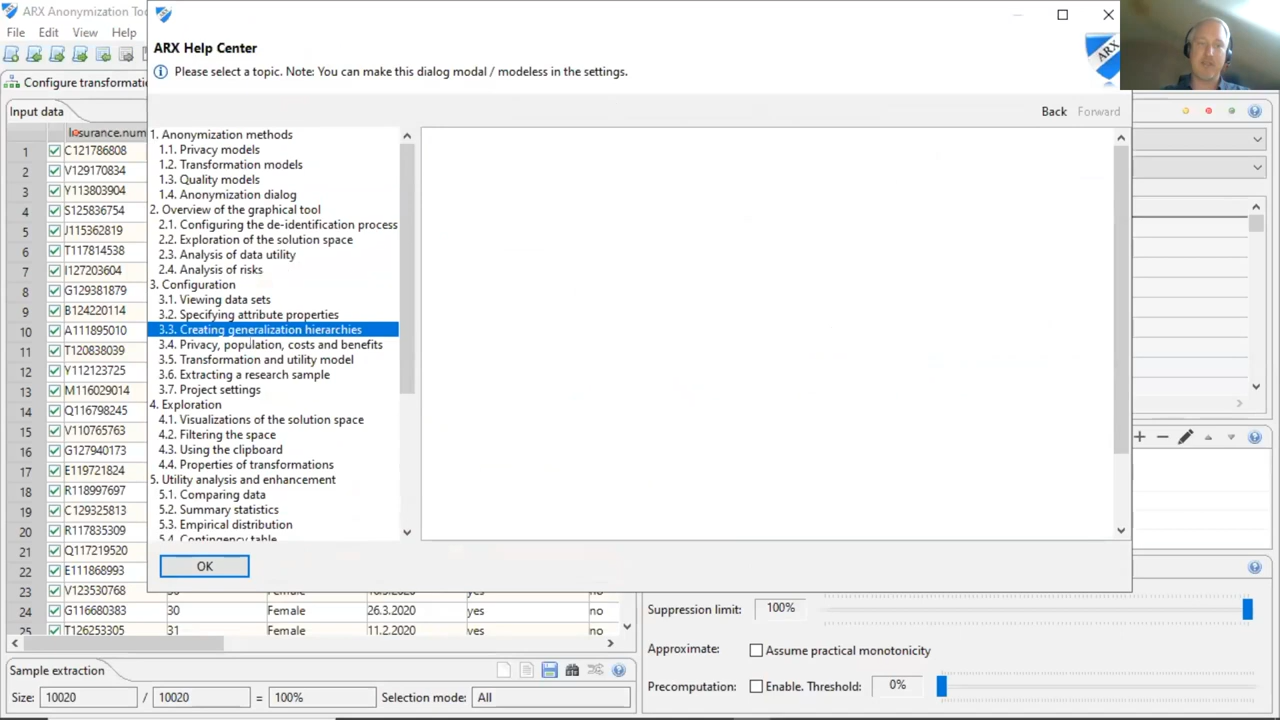 ARX Anonymization Too
File Edit View Help
Configure transformati
Input data
Insurance.num
1 C121786808
2 V129170834
3 Y113803904
4 S125836754
5 J115362819
6 T117814538
7 I127203604
8 G129381879
9 B124220114
10 A111895010
11 T120838039
12 Y112123725
13 M116029014
14 Q116798245
15 V110765763
16 G127940173
17 E119721824
18 R118997697
19 C129325813
20 R117835309
21 Q117219520
22 E111868993
23 V123530768
24 G116680383 30 Female 26.3.2020 yes no
25 T126253305 31 Female 11.2.2020 yes no
Sample extraction
Size: 10020 / 10020 = 100% Selection mode: All
ARX Help Center
Please select a topic. Note: You can make this dialog modal / modeless in the settings.
ARX
Back Forward
1. Anonymization methods
1.1. Privacy models
1.2. Transformation models
1.3. Quality models
1.4. Anonymization dialog
2. Overview of the graphical tool
2.1. Configuring the de-identification process
2.2. Exploration of the solution space
2.3. Analysis of data utility
2.4. Analysis of risks
3. Configuration
3.1. Viewing data sets
3.2. Specifying attribute properties
3.3. Creating generalization hierarchies
3.4. Privacy, population, costs and benefits
3.5. Transformation and utility model
3.6. Extracting a research sample
3.7. Project settings
4. Exploration
4.1. Visualizations of the solution space
4.2. Filtering the space
4.3. Using the clipboard
4.4. Properties of transformations
5. Utility analysis and enhancement
5.1. Comparing data
5.2. Summary statistics
5.3. Empirical distribution
5.4. Contingency table
OK
Suppression limit: 100%
Approximate: Assume practical monotonicity
Precomputation: Enable. Threshold: 0%